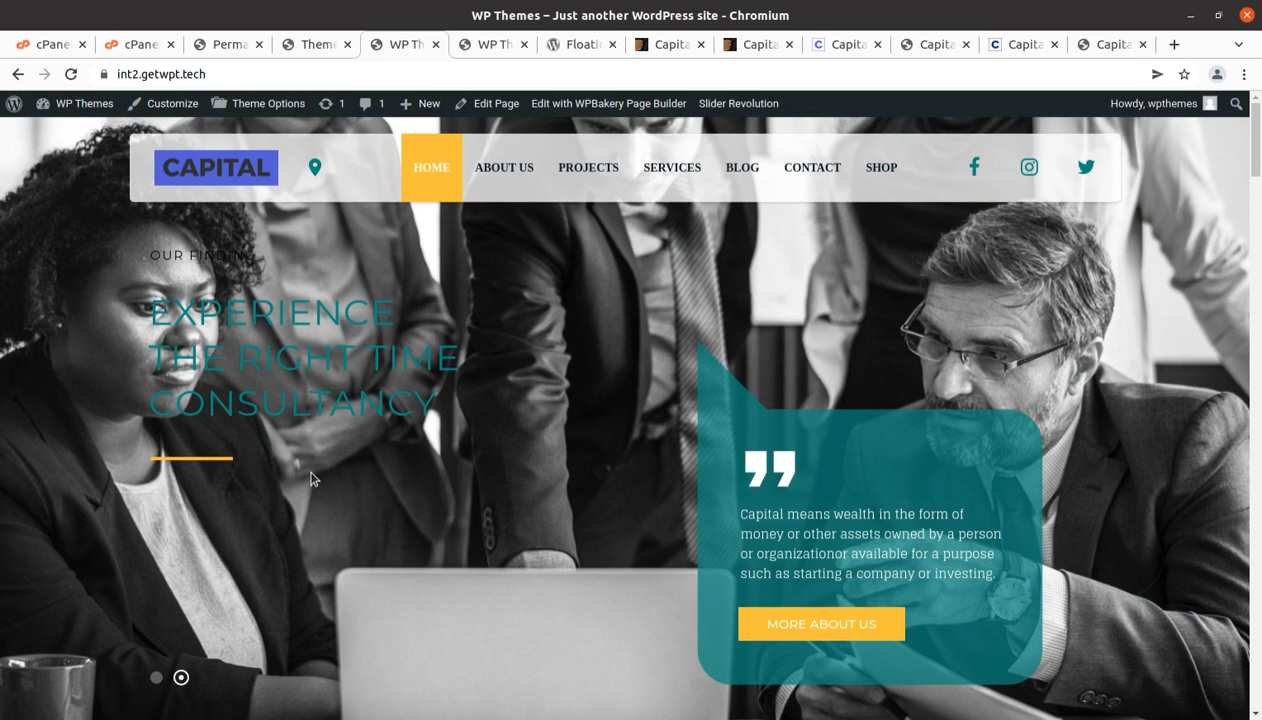 WP Themes – Just another WordPress site - Chromium
cPane
cPane
Perma
Theme
WP Th
WP Th
Floati
Capita
Capita
Capita
Capita
Capita
Capita
int2.getwpt.tech
WP Themes
Customize
Theme Options
1
1
New
Edit Page
Edit with WPBakery Page Builder
Slider Revolution
Howdy, wpthemes
CAPITAL
HOME
ABOUT US
PROJECTS
SERVICES
BLOG
CONTACT
SHOP
OUR FINDING
EXPERIENCE
THE RIGHT TIME
CONSULTANCY
Capital means wealth in the form of
money or other assets owned by a person
or organizationor available for a purpose
such as starting a company or investing.
MORE ABOUT US